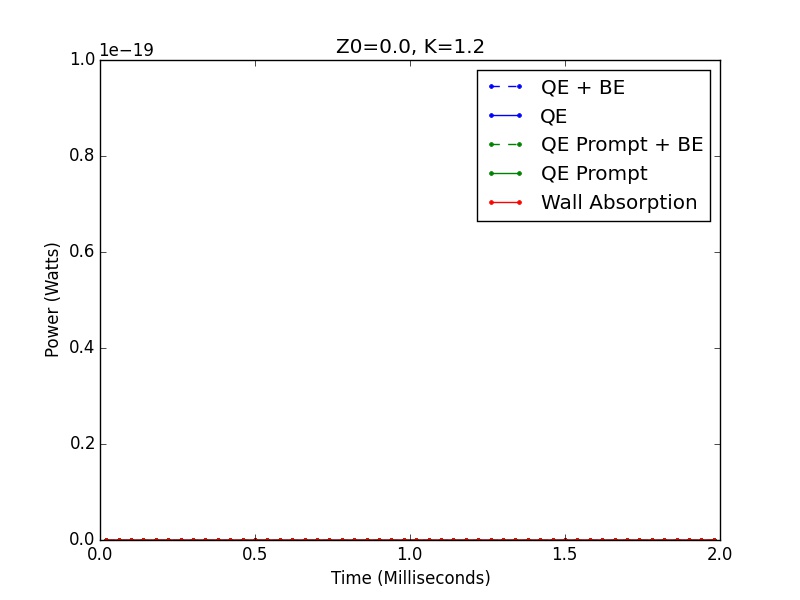 Z0=0.0, K=1.2
1e−19
1.0
0.8
0.6
0.4
0.2
0.0
Power (Watts)
QE + BE
QE
QE Prompt + BE
QE Prompt
Wall Absorption
0.0 0.5 1.0 1.5 2.0
Time (Milliseconds)